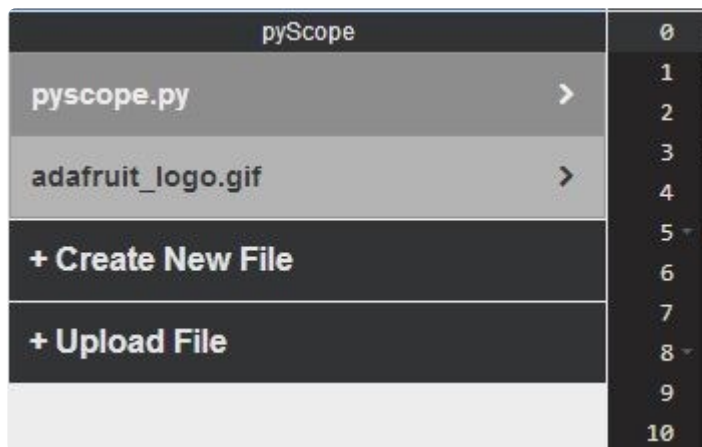 pyScope
pyscope.py
adafruit_logo.gif
+ Create New File
+ Upload File
0
1
2
3
4
5
6
7
8
9
10